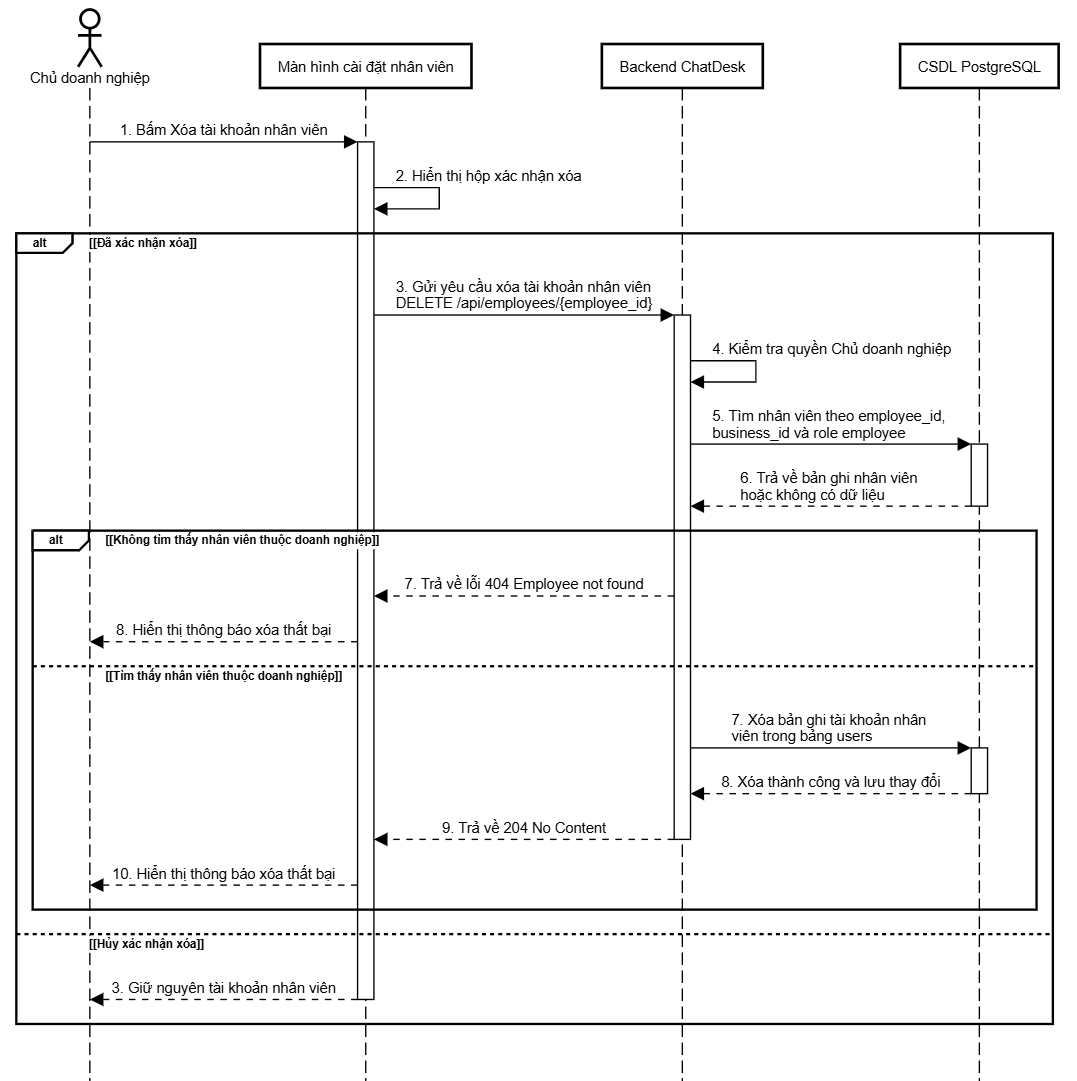 Chủ doanh nghiệp
Màn hình cài đặt nhân viên
Backend ChatDesk
CSDL PostgreSQL
1. Bấm Xóa tài khoản nhân viên
2. Hiển thị hộp xác nhận xóa
alt
[[Đã xác nhận xóa]]
3. Gửi yêu cầu xóa tài khoản nhân viên
DELETE /api/employees/{employee_id}
4. Kiểm tra quyền Chủ doanh nghiệp
5. Tìm nhân viên theo employee_id,
business_id và role employee
6. Trả về bản ghi nhân viên
hoặc không có dữ liệu
alt
[[Không tìm thấy nhân viên thuộc doanh nghiệp]]
7. Trả về lỗi 404 Employee not found
8. Hiển thị thông báo xóa thất bại
[[Tìm thấy nhân viên thuộc doanh nghiệp]]
7. Xóa bản ghi tài khoản nhân
viên trong bảng users
8. Xóa thành công và lưu thay đổi
9. Trả về 204 No Content
10. Hiển thị thông báo xóa thất bại
[[Hủy xác nhận xóa]]
3. Giữ nguyên tài khoản nhân viên